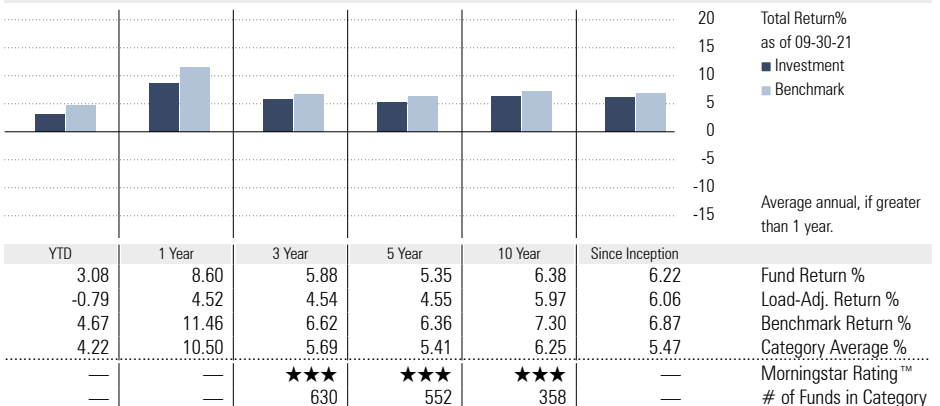 20 Total Return%
15 as of 09-30-21
10 ■ Investment
5 ■ Benchmark
0
-5
-10
-15 Average annual, if greater
than 1 year.
YTD 1 Year 3 Year 5 Year 10 Year Since Inception
3.08 8.60 5.88 5.35 6.38 6.22 Fund Return %
-0.79 4.52 4.54 4.55 5.97 6.06 Load-Adj. Return %
4.67 11.46 6.62 6.36 7.30 6.87 Benchmark Return %
4.22 10.50 5.69 5.41 6.25 5.47 Category Average %
— — ★★★ ★★★ ★★★ — Morningstar Rating™
— — 630 552 358 — # of Funds in Category